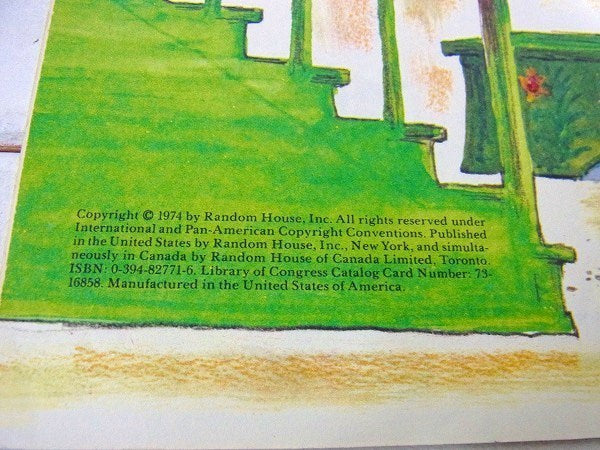 Copyright © 1974 by Random House, Inc. All rights reserved under
International and Pan-American Copyright Conventions. Published
in the United States by Random House, Inc., New York, and simulta-
neously in Canada by Random House of Canada Limited, Toronto.
ISBN: 0-394-82771-6. Library of Congress Catalog Card Number: 73-
16858. Manufactured in the United States of America.